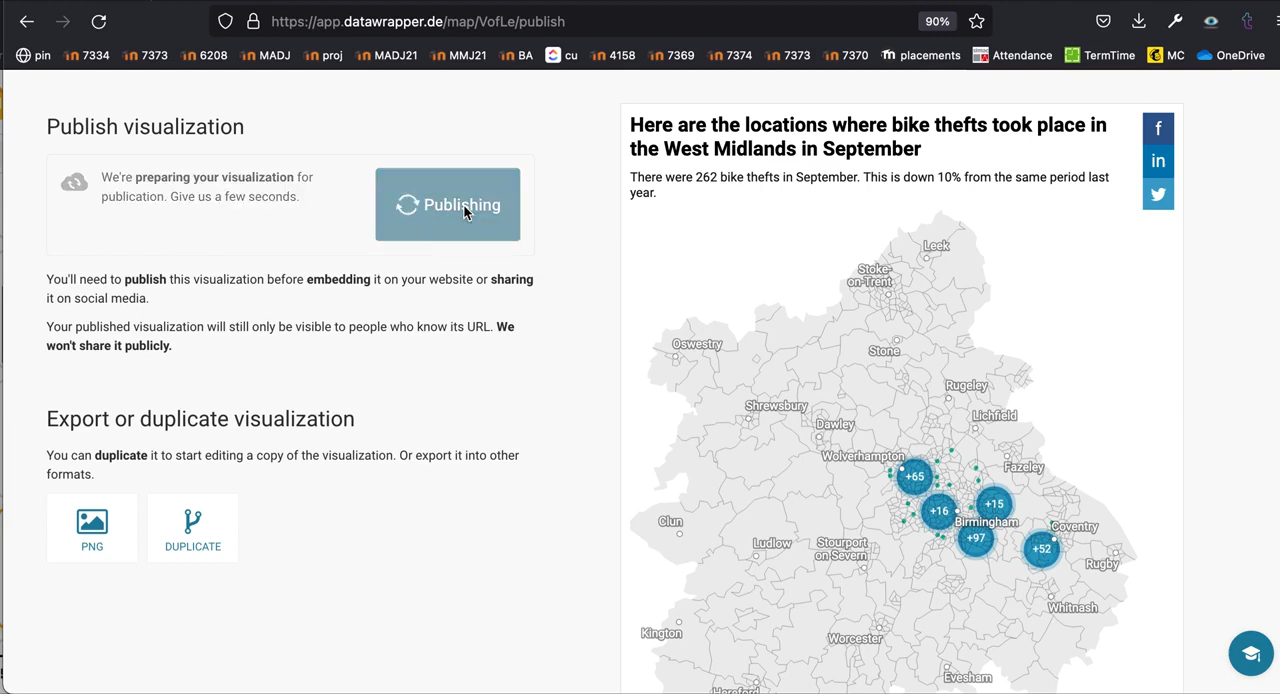 https://app.datawrapper.de/map/VofLe/publish
90%
pin
7334
7373
6208
MADJ
proj
MADJ21
MMJ21
BA
cu
4158
7369
7374
7373
7370
placements
Attendance
TermTime
MC
OneDrive
Publish visualization
We're preparing your visualization for
publication. Give us a few seconds.
Publishing
You'll need to publish this visualization before embedding it on your website or sharing
it on social media.
Your published visualization will still only be visible to people who know its URL. We
won't share it publicly.
Export or duplicate visualization
You can duplicate it to start editing a copy of the visualization. Or export it into other
formats.
PNG
DUPLICATE
Here are the locations where bike thefts took place in
the West Midlands in September
There were 262 bike thefts in September. This is down 10% from the same period last
year.
f
in
Leek
Stoke-
on-Trent
Oswestry
Stone
Rugeley
Shrewsbury
Lichfield
Dawley
Wolverhampton
Fazeley
+65
+15
+16
Clun
Birmingham
Coventry
+97
Ludlow
Stourport
on Severn
+52
Rugby
Whitnash
Kington
Worcester
Evesham
Hereford